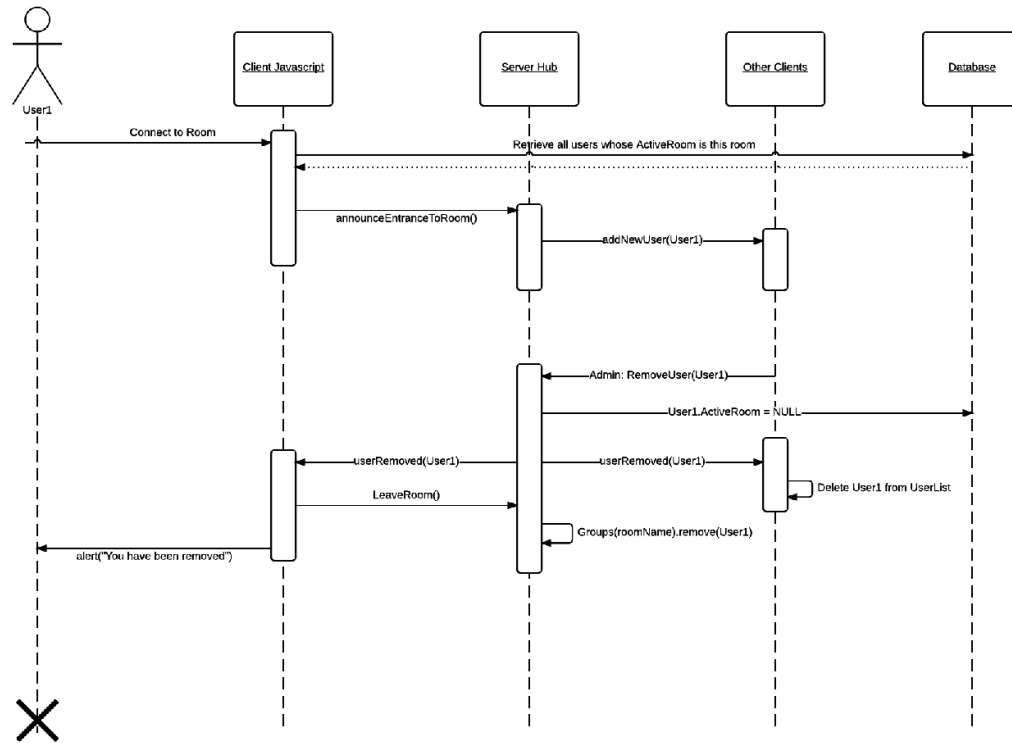 Client Javascript
Server Hub
Other Clients
Database
User1
Connect to Room
Retrieve all users whose ActiveRoom is this room
announceEntranceToRoom()
addNewUser(User1)
Admin: RemoveUser(User1)
User1.ActiveRoom = NULL
userRemoved(User1)
userRemoved(User1)
Delete User1 from UserList
LeaveRoom()
Groups(roomName).remove(User1)
alert("You have been removed")